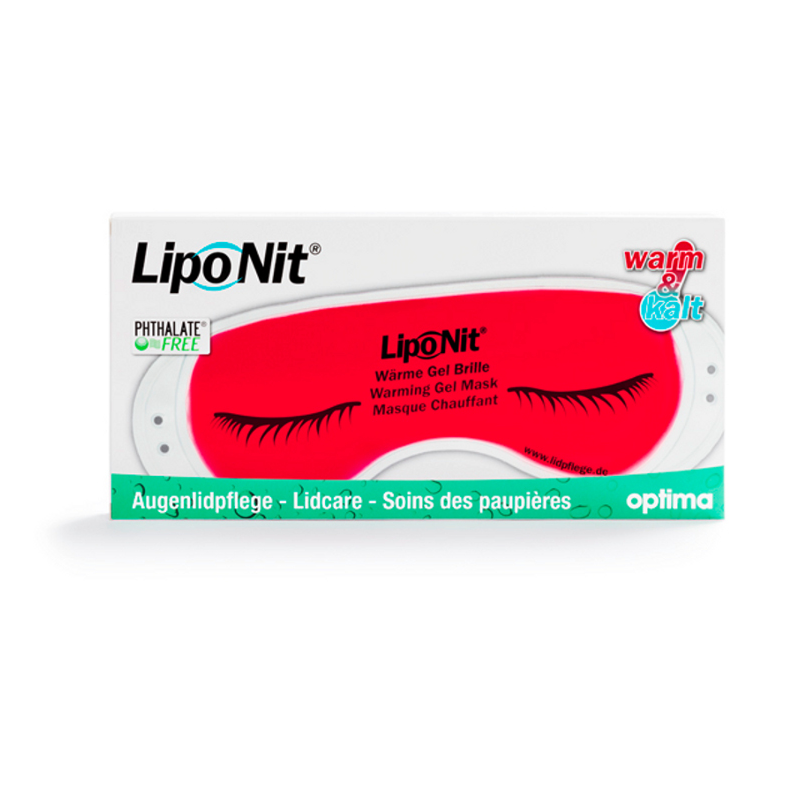 LipoNit®
warm
&
kalt
PHTHALATE®
FREE
LipoNit®
Wärme Gel Brille
Warming Gel Mask
Masque Chauffant
www.lidpflege.de
Augenlidpflege - Lidcare - Soins des paupières
optima